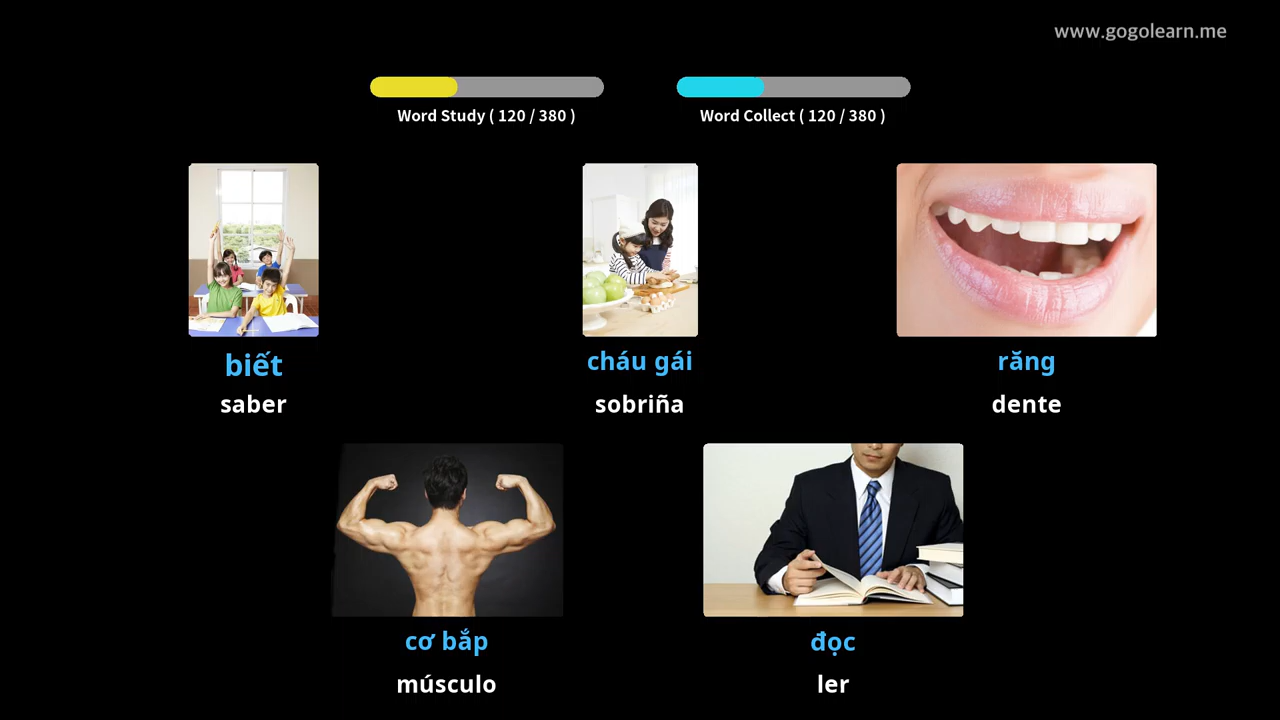 www.gogolearn.me
Word Study ( 120 / 380 )
Word Collect ( 120 / 380 )
biết
saber
cháu gái
sobriña
răng
dente
cơ bắp
músculo
đọc
ler